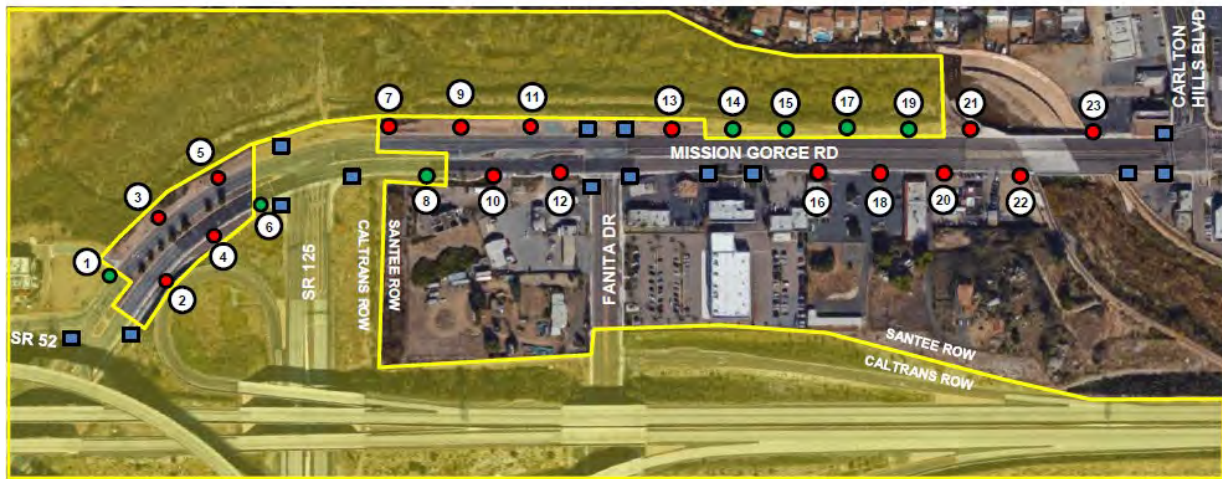 CARLTON
HILLS BLVD
7
9
11
13
14
15
17
19
21
23
MISSION GORGE RD
5
3
8
10
12
16
18
20
22
6
4
1
2
SR 125
CALTRANS ROW
SANTEE ROW
FANITA DR
SR 52
SANTEE ROW
CALTRANS ROW